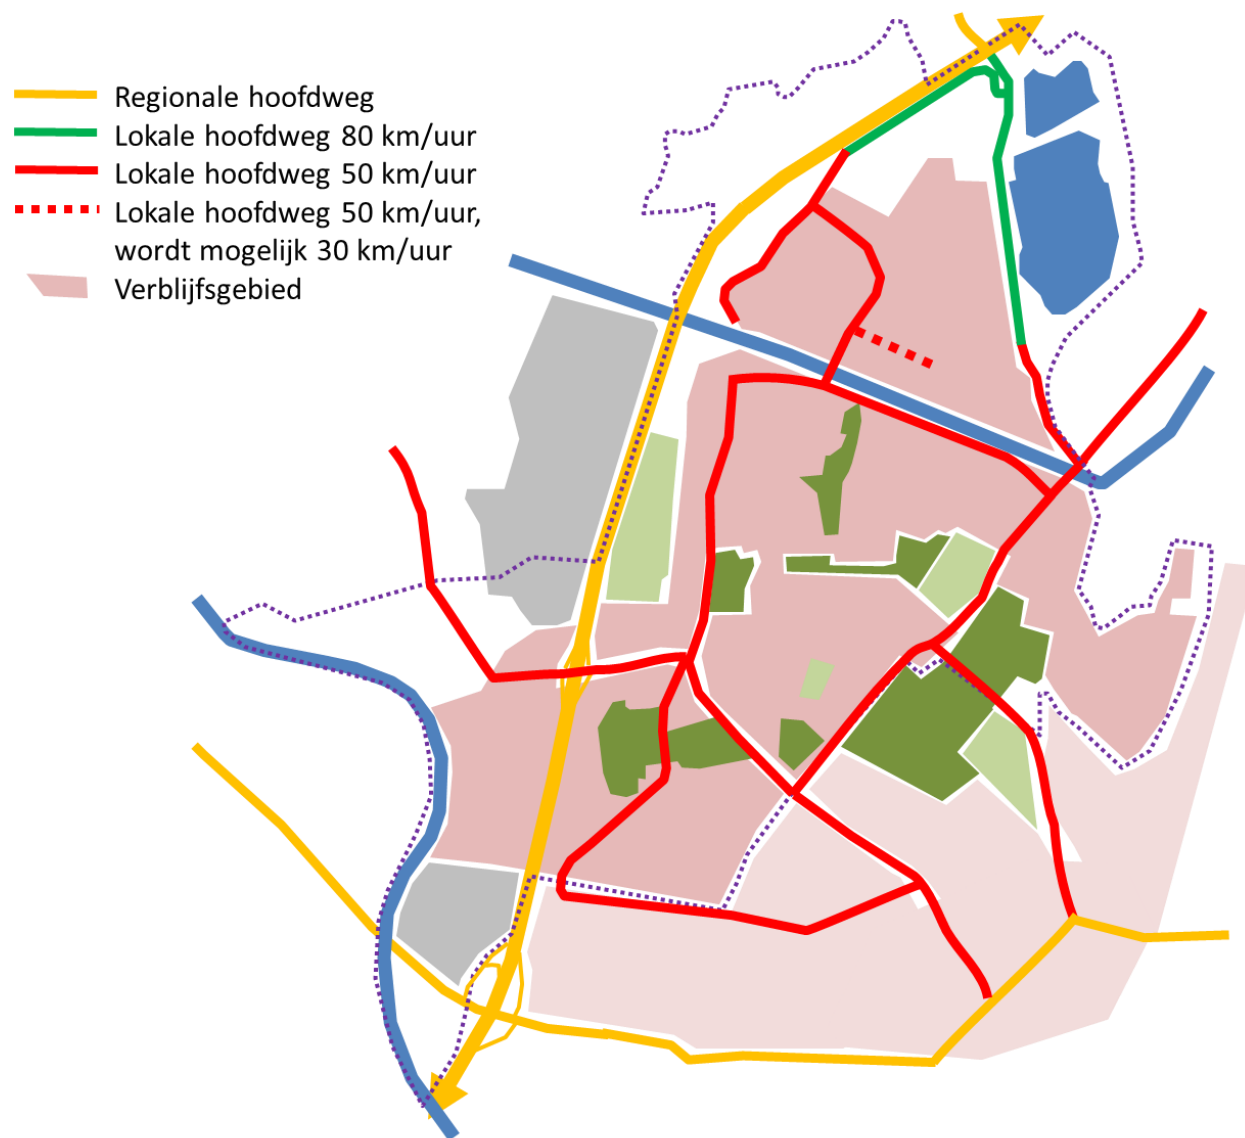 Regionale hoofdweg
Lokale hoofdweg 80 km/uur
Lokale hoofdweg 50 km/uur
Lokale hoofdweg 50 km/uur,
wordt mogelijk 30 km/uur
Verblijfsgebied